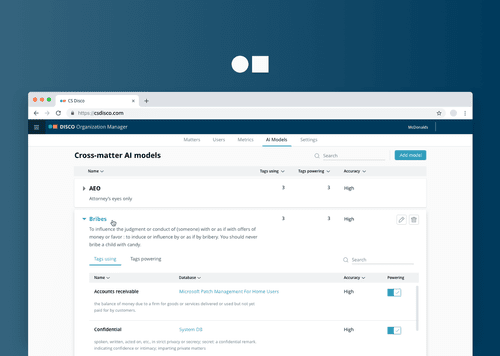 CS Disco
https://csdisco.com
DISCO Organization Manager
McDonalds
Matters Users Metrics AI Models Settings
Cross-matter AI models
Search
Add model
Name Tags using Tags powering Accuracy
AEO 3 3 High
Attorney's eyes only
Bribes 3 3 High
To influence the judgment or conduct of (someone) with or as if with offers of
money or favor : to induce or influence by or as if by bribery. You should never
bribe a child with candy.
Tags using Tags powering
Search
Name Database Accuracy Powering
Accounts receivable Microsoft Patch Management For Home Users High
the balance of money due to a firm for goods or services delivered or used but not yet
paid for by customers.
Confidential System DB High
spoken, written, acted on, etc., in strict privacy or secrecy; secret: a confidential remark.
indicating confidence or intimacy; imparting private matters